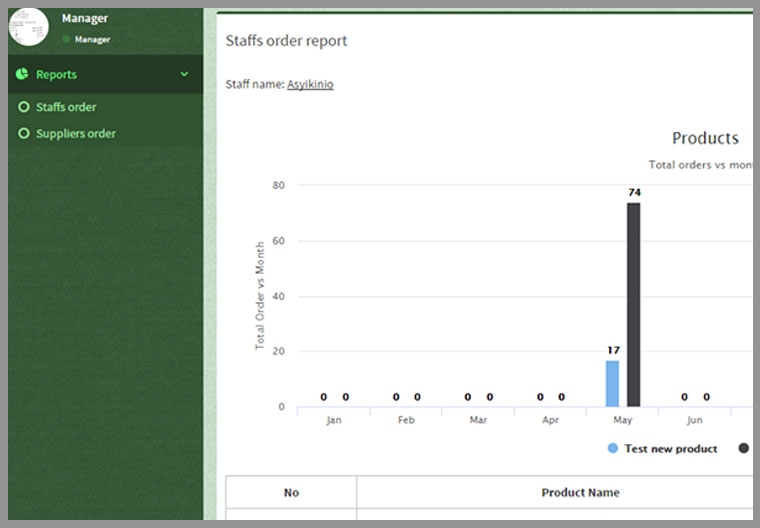 Manager
Manager
Reports
Staffs order
Suppliers order
Staffs order report
Staff name: Asyikinio
Products
Total orders vs mon
Total Order vs Month
80
60
40
20
0
74
17
0 0 0 0 0 0 0 0 0 0
Jan Feb Mar Apr May Jun
Test new product
No Product Name